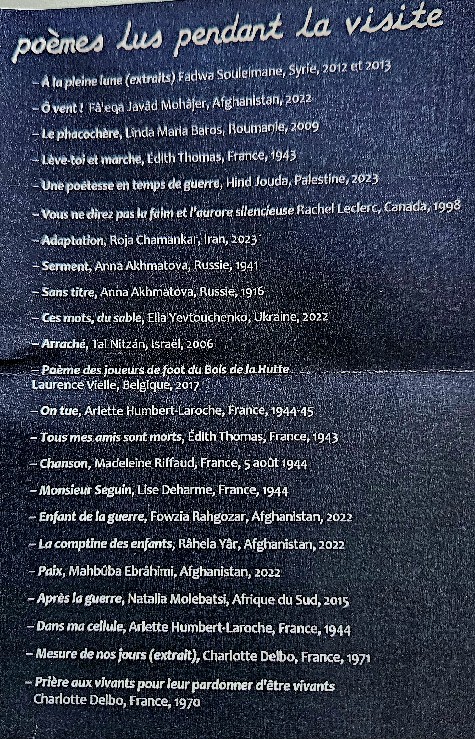 poèmes lus pendant la visite
– À la pleine lune (extraits) Fadwa Souleimane, Syrie, 2012 et 2013
– Ô vent ! Fâ'eqa Javâd Mohâjer, Afghanistan, 2022
– Le phacochère, Linda Maria Baros, Roumanie, 2009
– Lève-toi et marche, Édith Thomas, France, 1943
– Une poétesse en temps de guerre, Hind Jouda, Palestine, 2023
– Vous ne direz pas la faim et l'aurore silencieuse Rachel Leclerc, Canada, 1998
– Adaptation, Roja Chamankar, Iran, 2023
– Serment, Anna Akhmatova, Russie, 1941
– Sans titre, Anna Akhmatova, Russie, 1916
– Ces mots, du sable, Ella Yevtouchenko, Ukraine, 2022
– Arraché, Tal Nitzán, Israël, 2006
– Poème des joueurs de foot du Bois de la Hutte
Laurence Vielle, Belgique, 2017
– On tue, Arlette Humbert-Laroche, France, 1944-45
– Tous mes amis sont morts, Édith Thomas, France, 1943
– Chanson, Madeleine Riffaud, France, 5 août 1944
– Monsieur Seguin, Lise Deharme, France, 1944
– Enfant de la guerre, Fowzia Rahgozar, Afghanistan, 2022
– La comptine des enfants, Râhela Yâr, Afghanistan, 2022
– Paix, Mahbûba Ebrâhimi, Afghanistan, 2022
– Après la guerre, Natalia Molebatsi, Afrique du Sud, 2015
– Dans ma cellule, Arlette Humbert-Laroche, France, 1944
– Mesure de nos jours (extrait), Charlotte Delbo, France, 1971
– Prière aux vivants pour leur pardonner d'être vivants
Charlotte Delbo, France, 1970